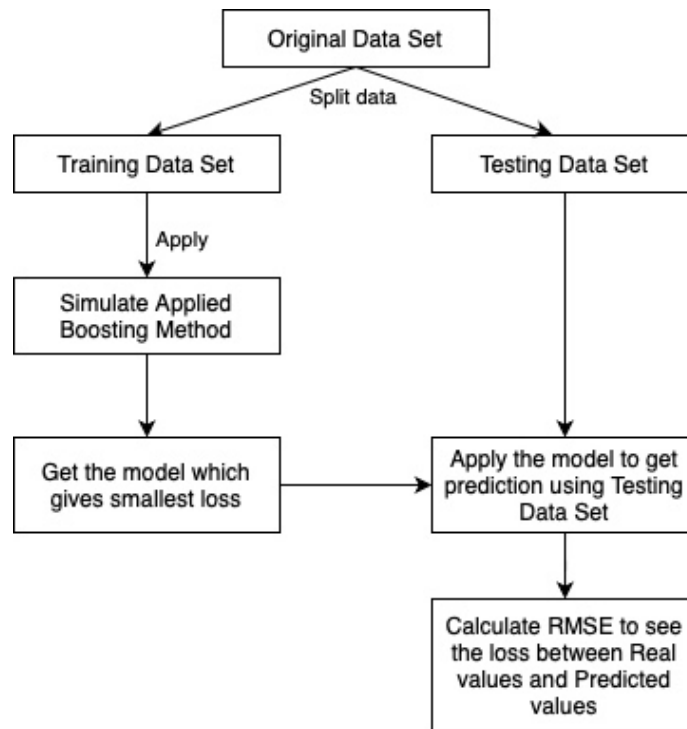 Original Data Set
Split data
Training Data Set
Testing Data Set
Apply
Simulate Applied
Boosting Method
Get the model which
gives smallest loss
Apply the model to get
prediction using Testing
Data Set
Calculate RMSE to see
the loss between Real
values and Predicted
values